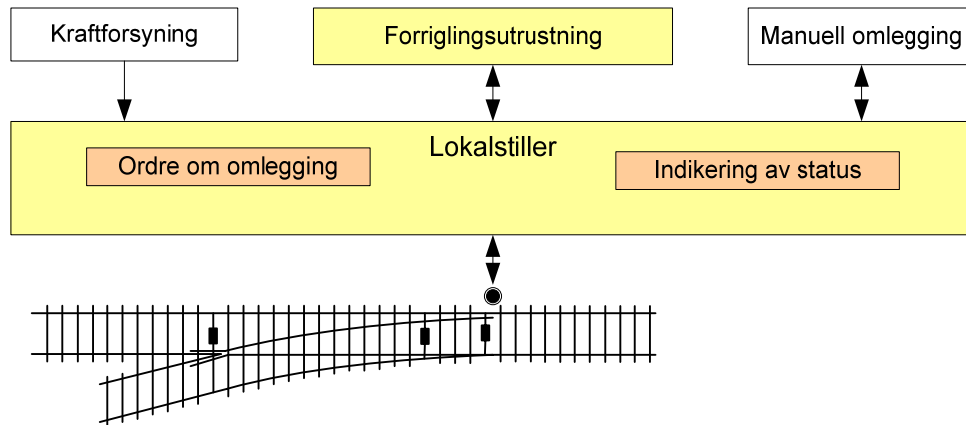 Kraftforsyning
Forriglingsutrustning
Manuell omlegging
Lokalstiller
Ordre om omlegging
Indikering av status